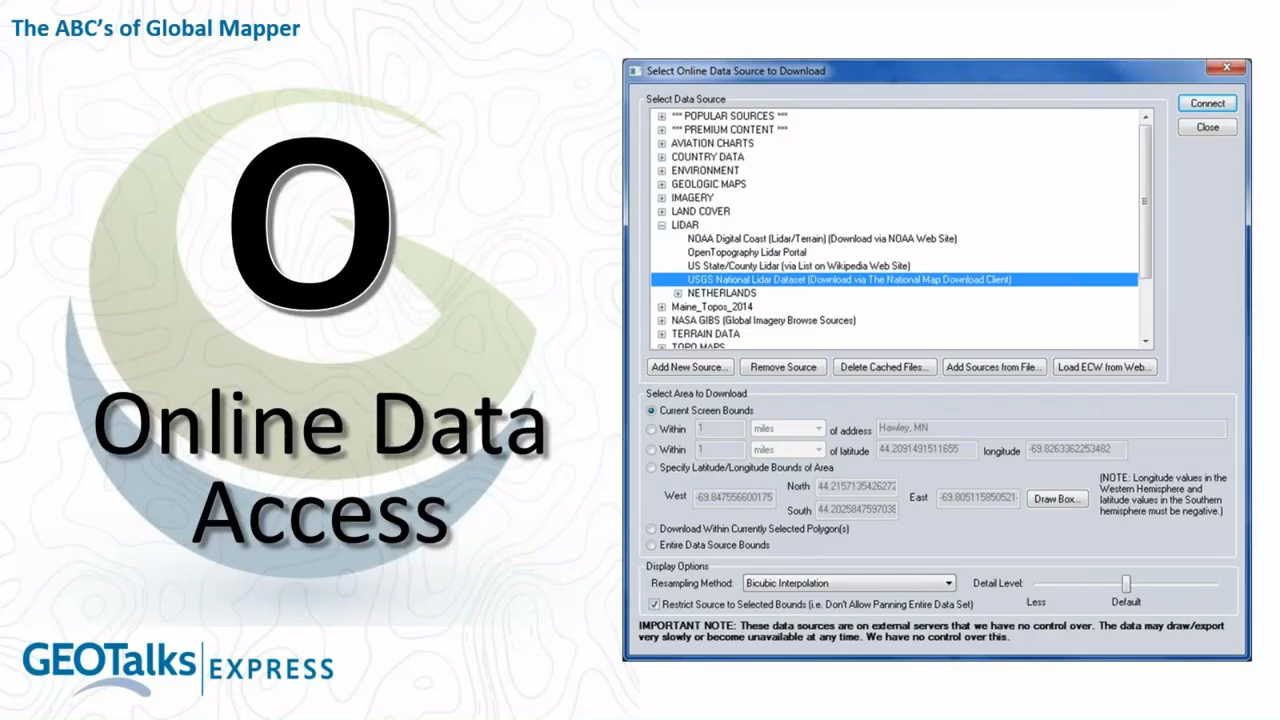 The ABC's of Global Mapper
O
Online Data
Access
GEOTalks EXPRESS
Select Online Data Source to Download
Select Data Source
*** POPULAR SOURCES ***
*** PREMIUM CONTENT ***
AVIATION CHARTS
COUNTRY DATA
ENVIRONMENT
GEOLOGIC MAPS
IMAGERY
LAND COVER
LIDAR
NOAA Digital Coast (Lidar/Terrain) (Download via NOAA Web Site)
OpenTopography Lidar Portal
US State/County Lidar (via List on Wikipedia Web Site)
USGS National Lidar Dataset (Download via The National Map Download Client)
NETHERLANDS
Maine_Topos_2014
NASA GIBS (Global Imagery Browse Sources)
TERRAIN DATA
TOPO MAPS
Connect
Close
Add New Source... Remove Source Delete Cached Files... Add Sources from File... Load ECW from Web...
Select Area to Download
Current Screen Bounds
Within 1 miles of address Hawley, MN
Within 1 miles of latitude 44.2091491511655 longitude -69.8263362253482
Specify Latitude/Longitude Bounds of Area
North 44.2157135426272
West -69.847556600175 East -69.805115850521 Draw Box...
South 44.2025847597038
(NOTE: Longitude values in the
Western Hemisphere and
latitude values in the Southern
hemisphere must be negative.)
Download Within Currently Selected Polygon(s)
Entire Data Source Bounds
Display Options
Resampling Method: Bicubic Interpolation Detail Level:
Less Default
Restrict Source to Selected Bounds (i.e. Don't Allow Panning Entire Data Set)
IMPORTANT NOTE: These data sources are on external servers that we have no control over. The data may draw/export
very slowly or become unavailable at any time. We have no control over this.